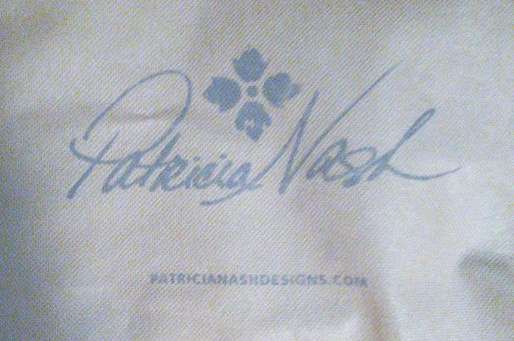 Patricia Nash
PATRICIANASHDESIGNS.COM